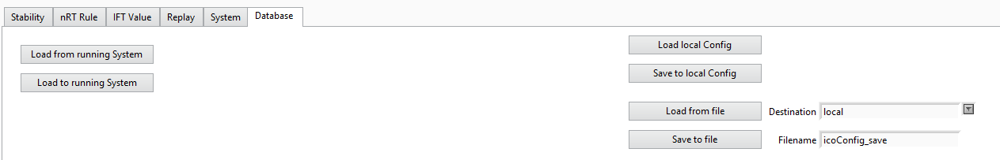 Stability nRT Rule IFT Value Replay System Database
Load from running System
Load to running System
Load local Config
Save to local Config
Load from file Destination local
Save to file Filename icoConfig_save